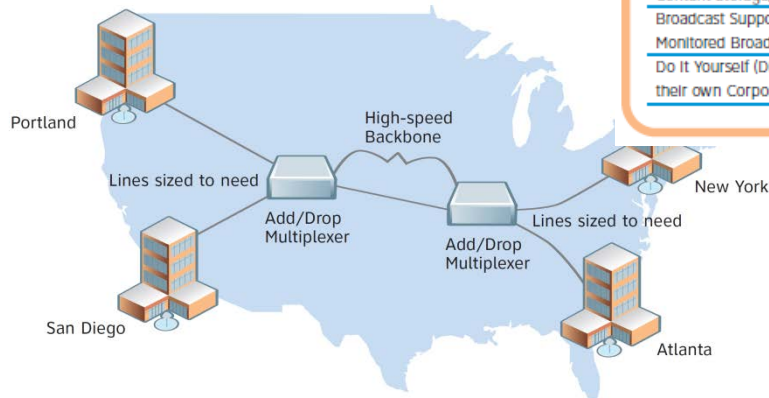 Broadcast Suppo
Monitored Broad
Do It Yourself (D
their own Corpo
Portland
High-speed
Backbone
Lines sized to need
New York
Add/Drop
Multiplexer
Lines sized to need
Add/Drop
Multiplexer
San Diego
Atlanta